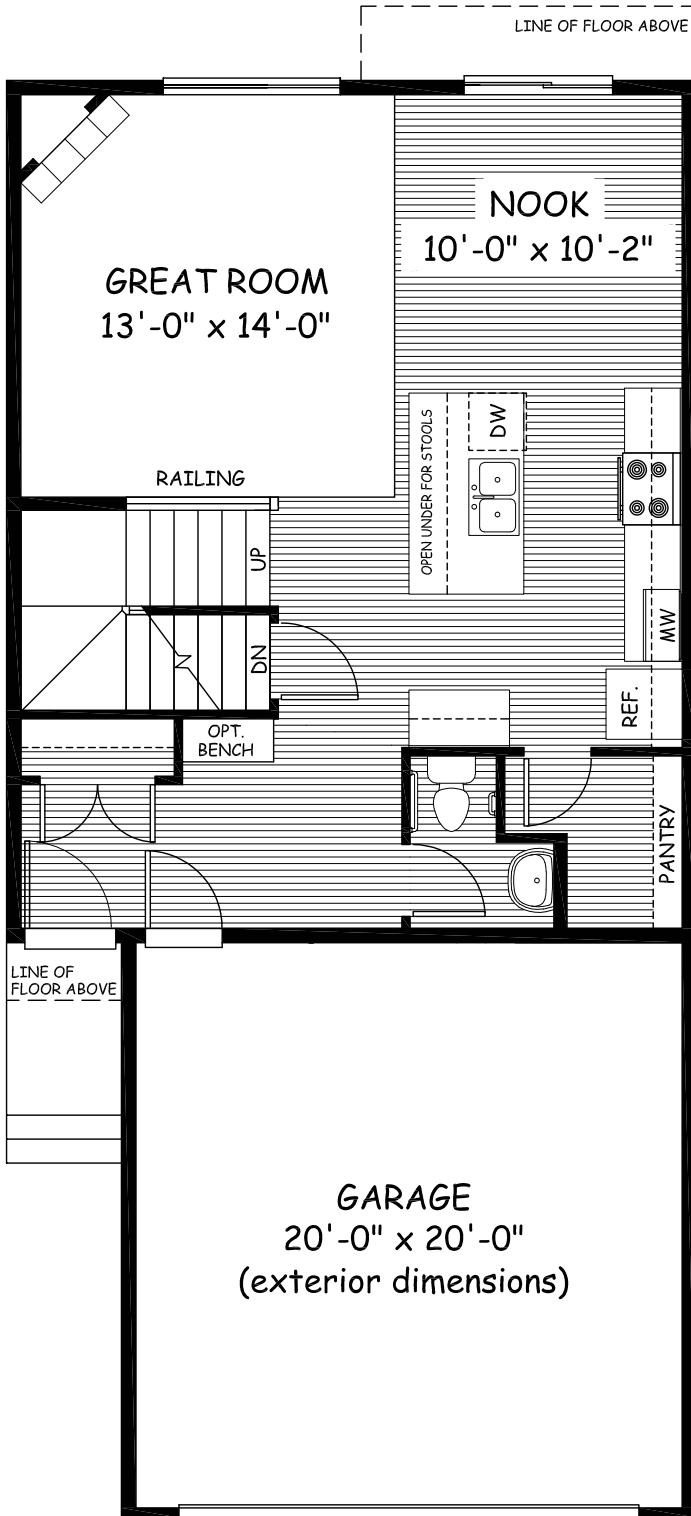 LINE OF FLOOR ABOVE
NOOK
10'-0" x 10'-2"
GREAT ROOM
13'-0" x 14'-0"
RAILING
OPEN UNDER FOR STOOLS
DW
UP
DN
MW
REF.
OPT.
BENCH
PANTRY
LINE OF
FLOOR ABOVE
GARAGE
20'-0" x 20'-0"
(exterior dimensions)